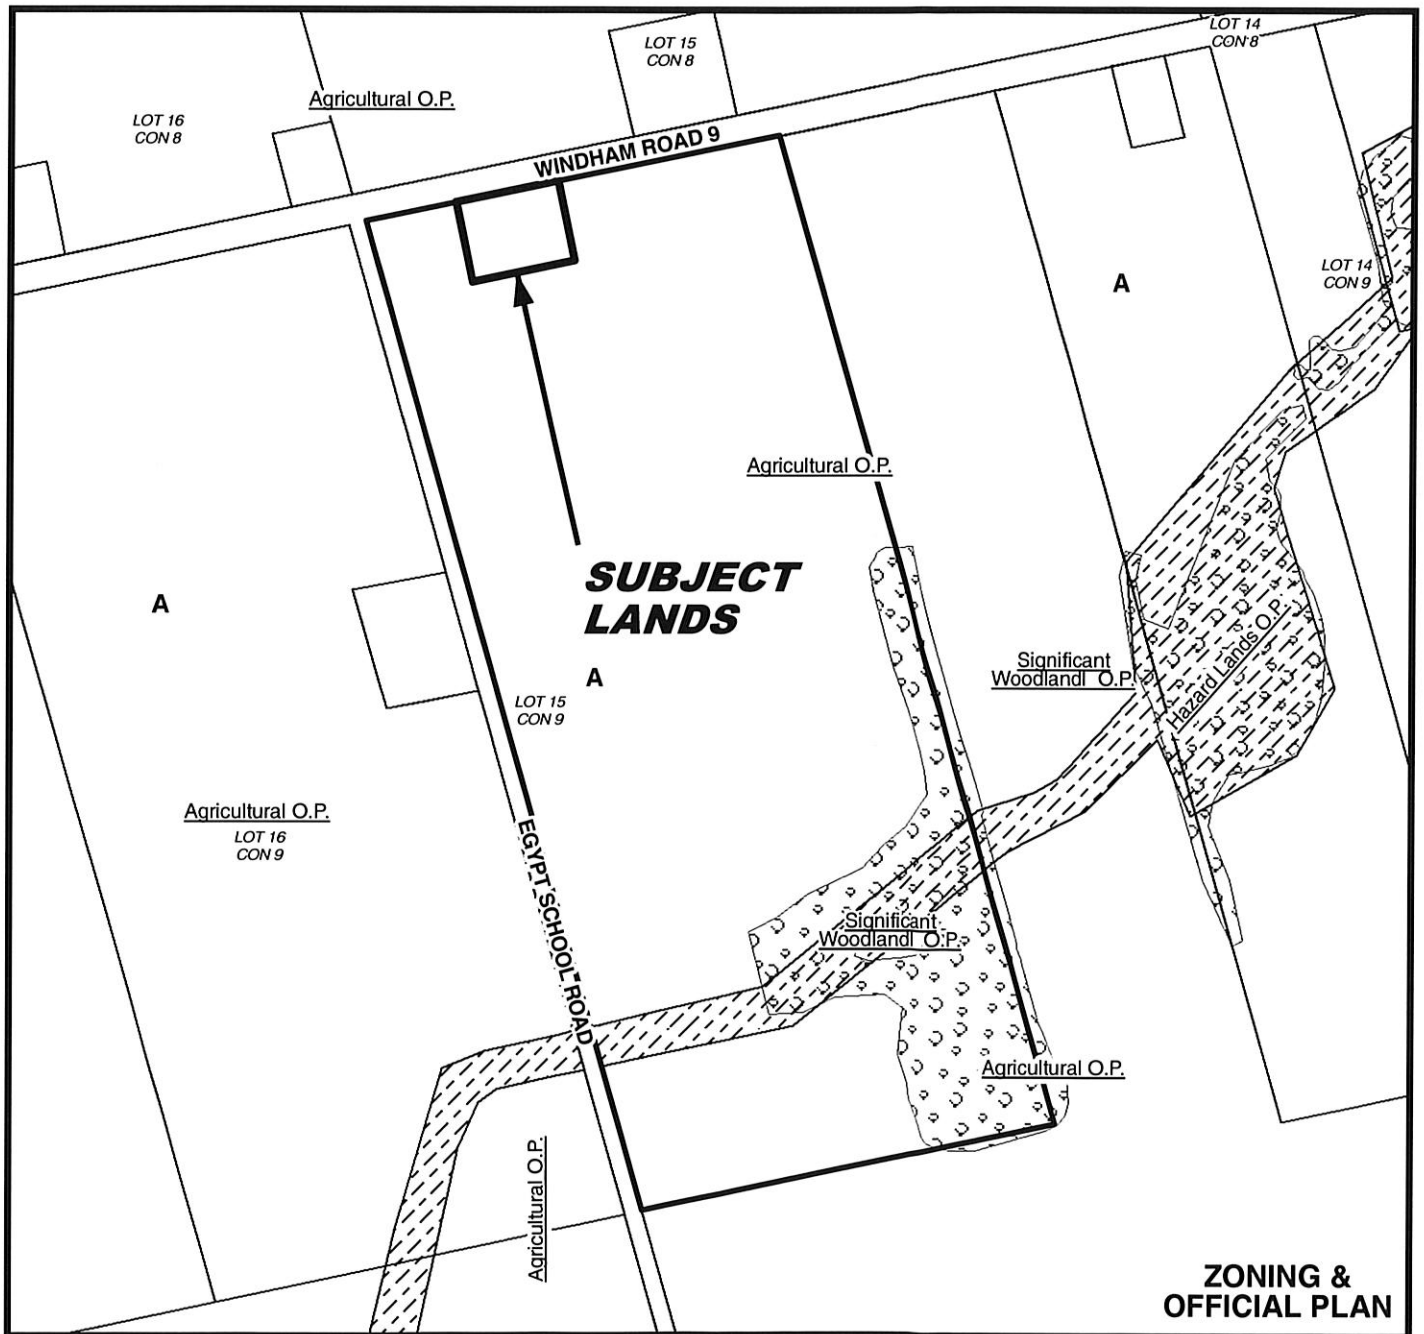 LOT 14
CON 8
LOT 15
CON 8
Agricultural O.P.
LOT 16
CON 8
WINDHAM ROAD 9
A
LOT 14
CON 9
Agricultural O.P.
SUBJECT
LANDS
A
A
Significant
Woodlandl O.P.
Hazard Lands O.P.
LOT 15
CON 9
Agricultural O.P.
LOT 16
CON 9
EGYPT SCHOOL ROAD
Significant
Woodlandl O.P.
Agricultural O.P.
Agricultural O.P.
ZONING &
OFFICIAL PLAN